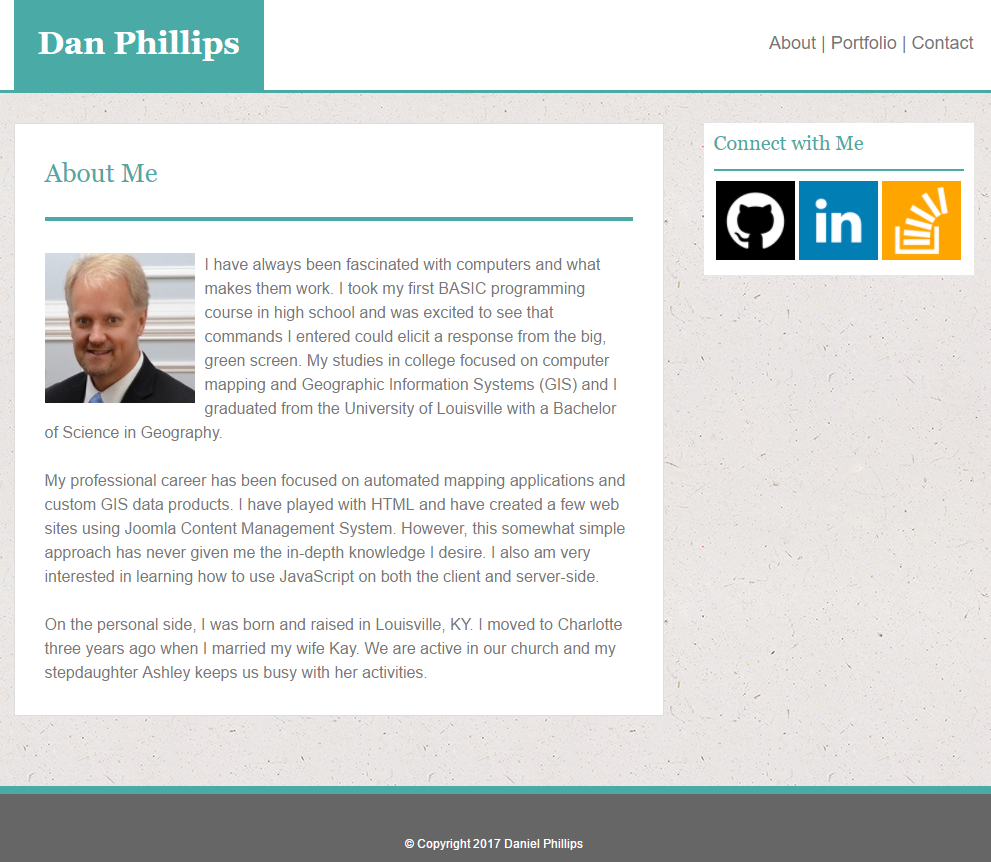 Dan Phillips
About | Portfolio | Contact
About Me
I have always been fascinated with computers and what
makes them work. I took my first BASIC programming
course in high school and was excited to see that
commands I entered could elicit a response from the big,
green screen. My studies in college focused on computer
mapping and Geographic Information Systems (GIS) and I
graduated from the University of Louisville with a Bachelor
of Science in Geography.
My professional career has been focused on automated mapping applications and
custom GIS data products. I have played with HTML and have created a few web
sites using Joomla Content Management System. However, this somewhat simple
approach has never given me the in-depth knowledge I desire. I also am very
interested in learning how to use JavaScript on both the client and server-side.
On the personal side, I was born and raised in Louisville, KY. I moved to Charlotte
three years ago when I married my wife Kay. We are active in our church and my
stepdaughter Ashley keeps us busy with her activities.
Connect with Me
in
© Copyright 2017 Daniel Phillips